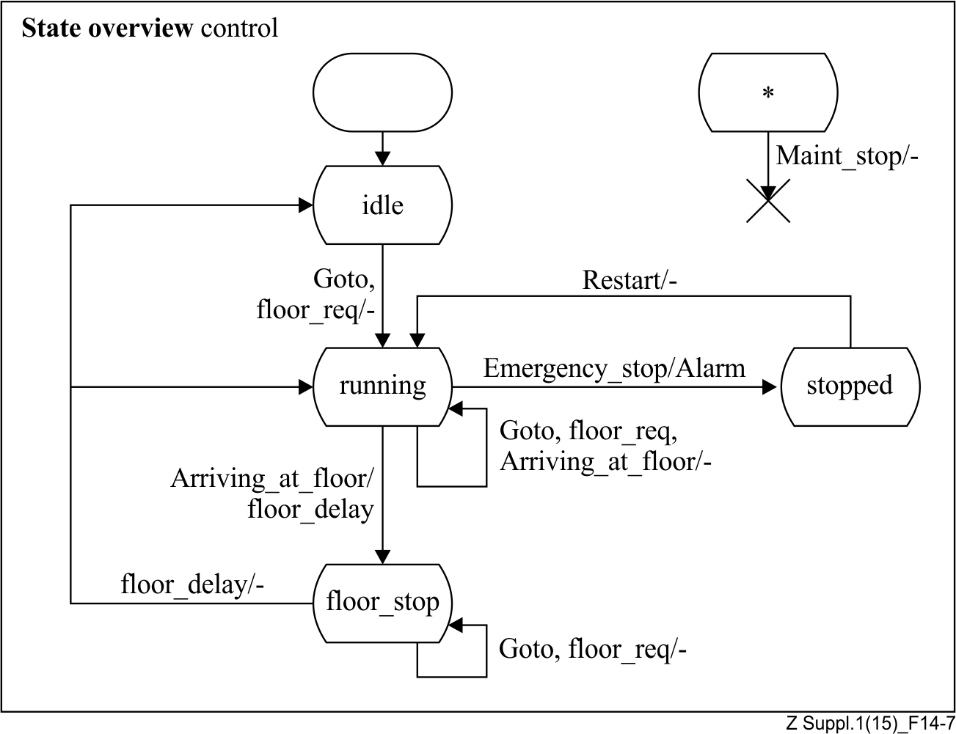 State overview control
*
Maint_stop/-
idle
Goto,
floor_req/-
Restart/-
running
Emergency_stop/Alarm
stopped
Goto, floor_req,
Arriving_at_floor/-
Arriving_at_floor/
floor_delay
floor_delay/-
floor_stop
Goto, floor_req/-
Z Suppl.1(15)_F14-7